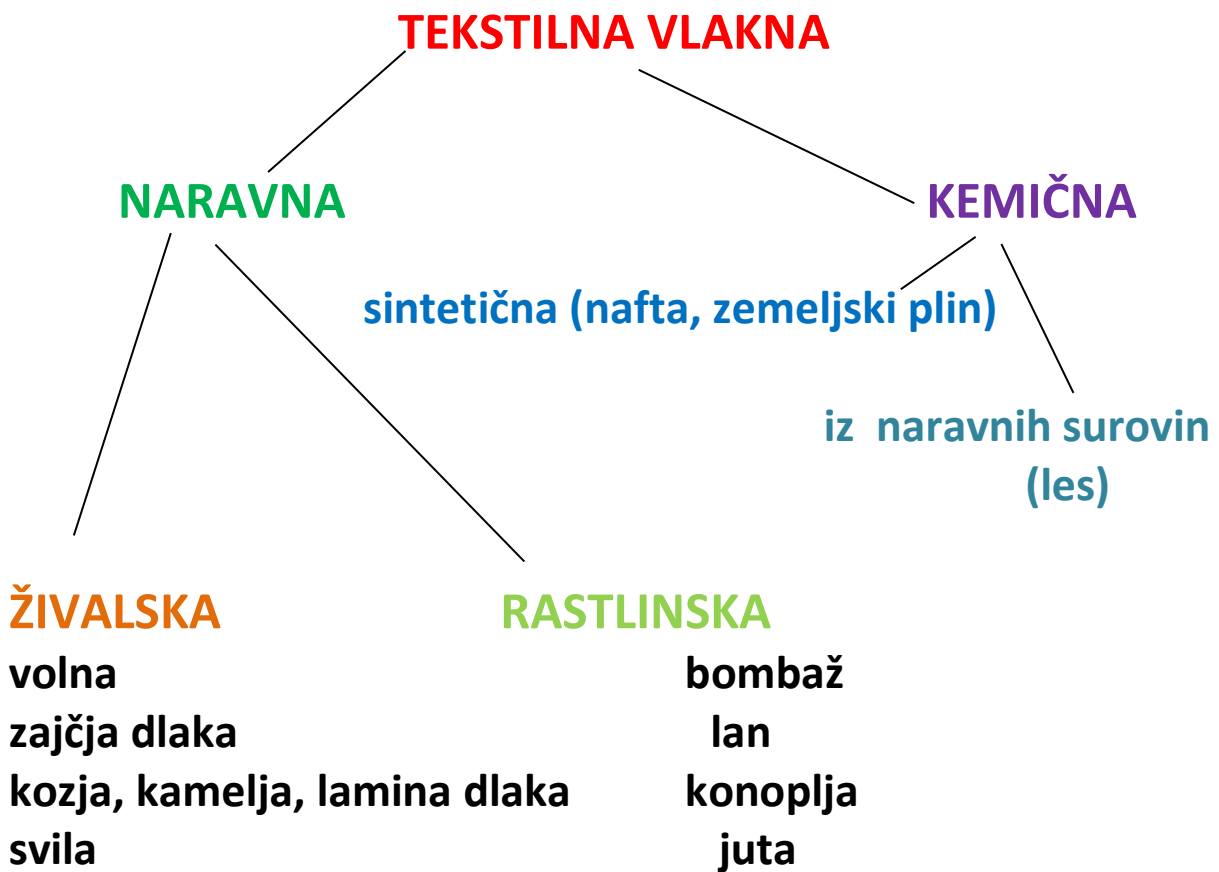 TEKSTILNA VLAKNA
NARAVNA KEMIČNA
sintetična (nafta, zemeljski plin)
iz naravnih surovin
(les)
ŽIVALSKA RASTLINSKA
volna bombaž
zajčja dlaka lan
kozja, kamelja, lamina dlaka konoplja
svila juta